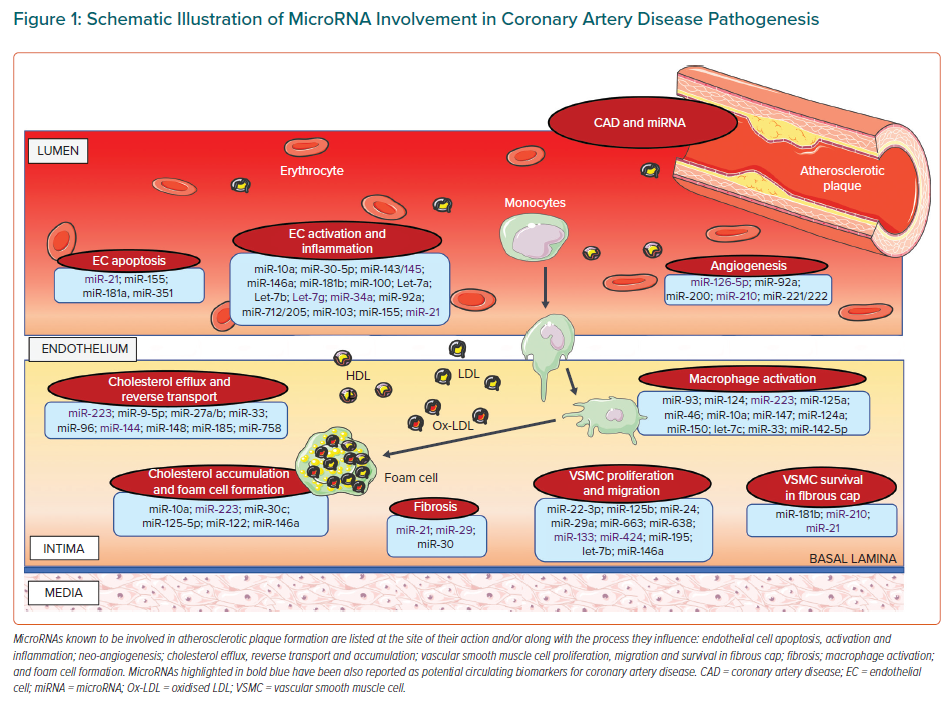 Figure 1: Schematic Illustration of MicroRNA Involvement in Coronary Artery Disease Pathogenesis
CAD and miRNA
LUMEN
Erythrocyte
Atherosclerotic
plaque
Monocytes
EC apoptosis
miR-21; miR-155;
miR-181a, miR-351
EC activation and
inflammation
miR-10a; miR-30-5p; miR-143/145;
miR-146a; miR-181b; miR-100; Let-7a;
Let-7b; Let-7g; miR-34a; miR-92a;
miR-712/205; miR-103; miR-155; miR-21
Angiogenesis
miR-126-5p; miR-92a;
miR-200; miR-210; miR-221/222
ENDOTHELIUM
HDL
LDL
Ox-LDL
Cholesterol efflux and
reverse transport
miR-223; miR-9-5p; miR-27a/b; miR-33;
miR-96; miR-144; miR-148; miR-185; miR-758
Macrophage activation
miR-93; miR-124; miR-223; miR-125a;
miR-46; miR-10a; miR-147; miR-124a;
miR-150; let-7c; miR-33; miR-142-5p
Cholesterol accumulation
and foam cell formation
miR-10a; miR-223; miR-30c;
miR-125-5p; miR-122; miR-146a
Foam cell
Fibrosis
miR-21; miR-29;
miR-30
VSMC proliferation
and migration
miR-22-3p; miR-125b; miR-24;
miR-29a; miR-663; miR-638;
miR-133; miR-424; miR-195;
let-7b; miR-146a
VSMC survival
in fibrous cap
miR-181b; miR-210;
miR-21
INTIMA
BASAL LAMINA
MEDIA
MicroRNAs known to be involved in atherosclerotic plaque formation are listed at the site of their action and/or along with the process they influence: endothelial cell apoptosis, activation and
inflammation; neo-angiogenesis; cholesterol efflux, reverse transport and accumulation; vascular smooth muscle cell proliferation, migration and survival in fibrous cap; fibrosis; macrophage activation;
and foam cell formation. MicroRNAs highlighted in bold blue have been also reported as potential circulating biomarkers for coronary artery disease. CAD = coronary artery disease; EC = endothelial
cell; miRNA = microRNA; Ox-LDL = oxidised LDL; VSMC = vascular smooth muscle cell.